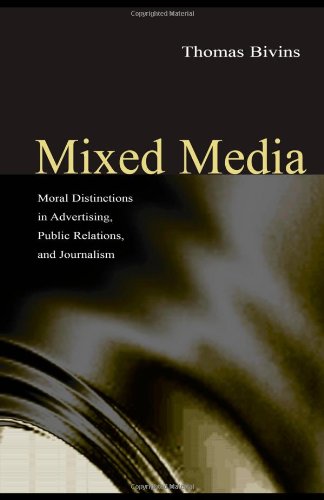 Thomas Bivins
Mixed Media
Moral Distinctions
in Advertising,
Public Relations,
and Journalism